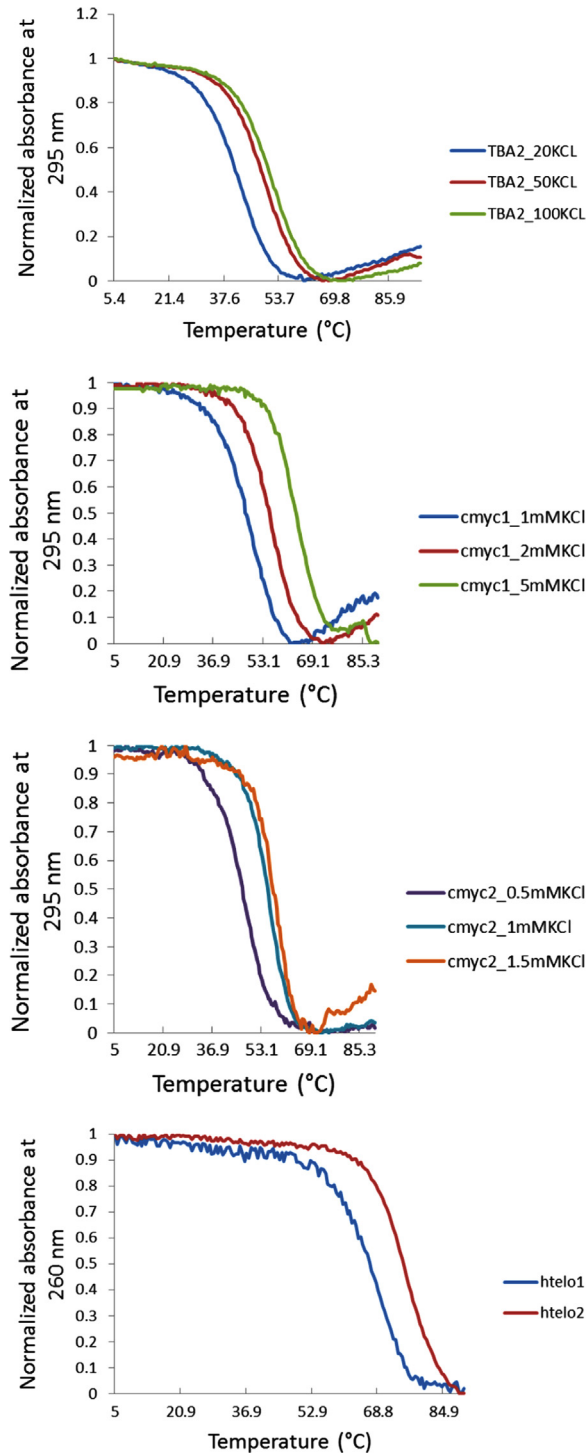 1.2
1
0.8
0.6
0.4
0.2
0
Normalized absorbance at
295 nm
5.4 21.4 37.6 53.7 69.8 85.9
Temperature (°C)
TBA2_20KCL
TBA2_50KCL
TBA2_100KCL
1
0.9
0.8
0.7
0.6
0.5
0.4
0.3
0.2
0.1
0
Normalized absorbance at
295 nm
5 20.9 36.9 53.1 69.1 85.3
Temperature (°C)
cmyc1_1mMKCl
cmyc1_2mMKCl
cmyc1_5mMKCl
1
0.9
0.8
0.7
0.6
0.5
0.4
0.3
0.2
0.1
0
Normalized absorbance at
295 nm
5 20.9 36.9 53.1 69.1 85.3
Temperature (°C)
cmyc2_0.5mMKCl
cmyc2_1mMKCl
cmyc2_1.5mMKCl
1
0.9
0.8
0.7
0.6
0.5
0.4
0.3
0.2
0.1
0
Normalized absorbance at
260 nm
5 20.9 36.9 52.9 68.8 84.9
Temperature (°C)
htelo1
htelo2